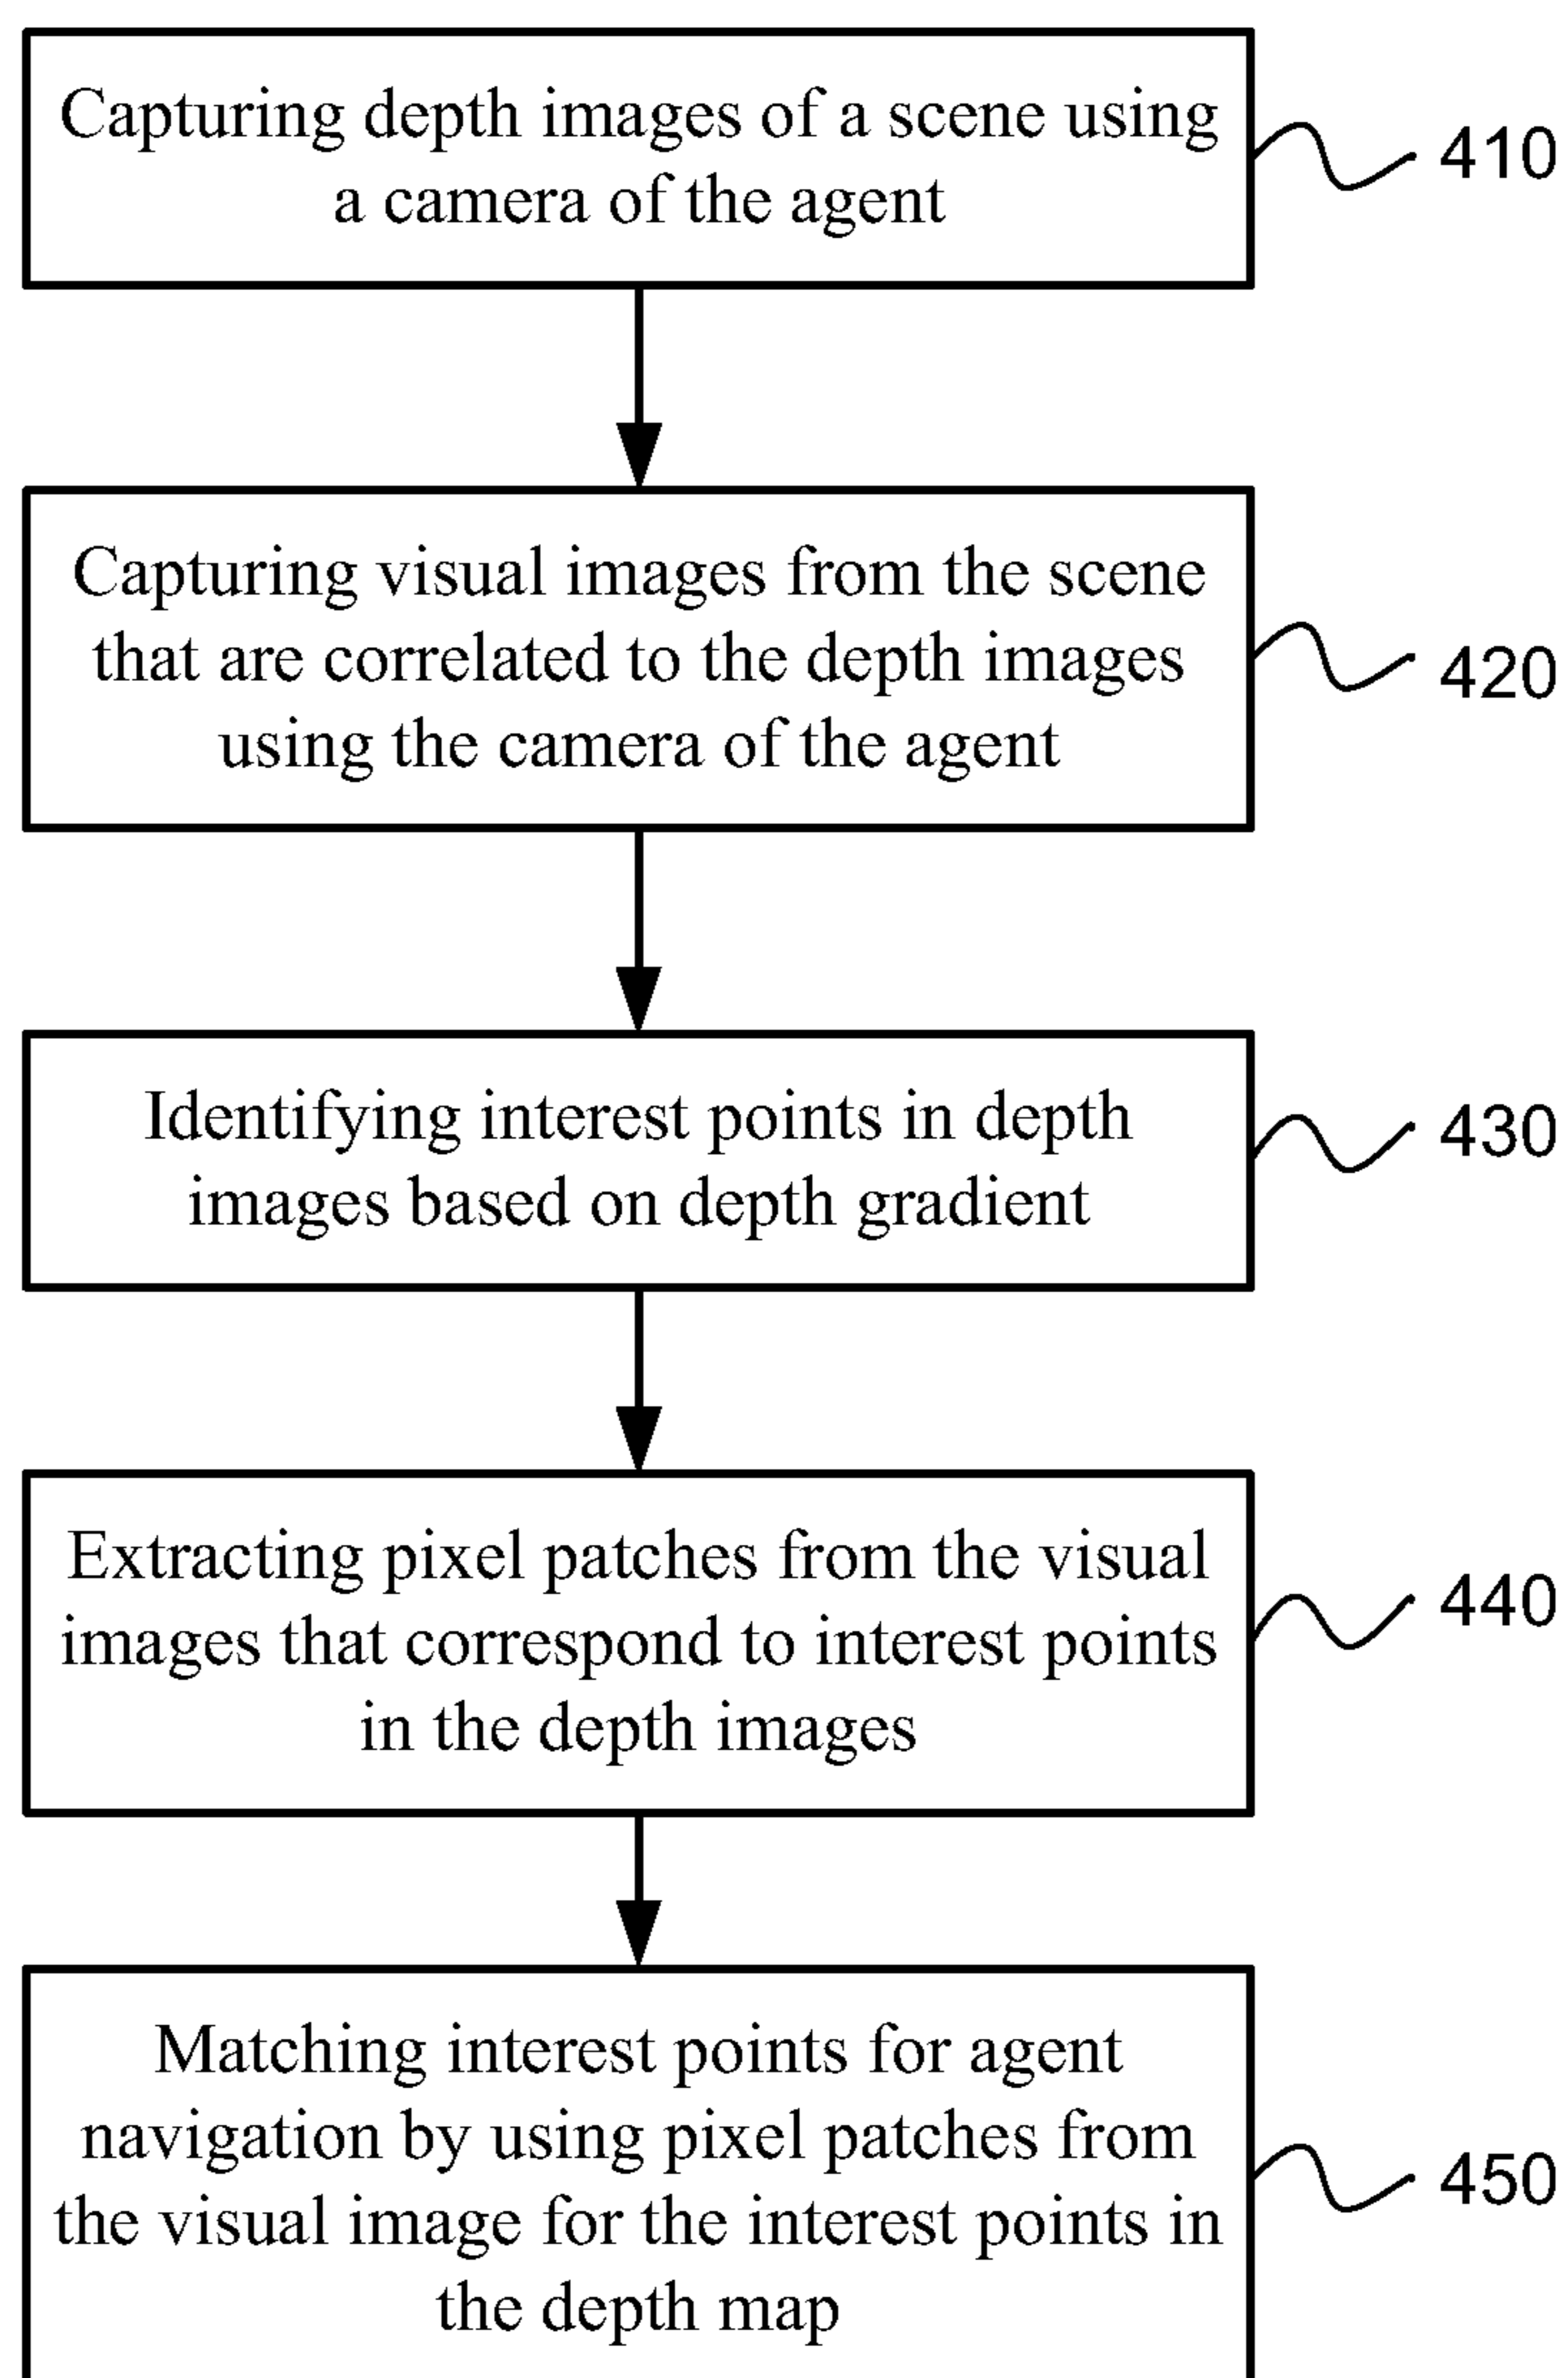 Capturing depth images of a scene using
a camera of the agent
410
Capturing visual images from the scene
that are correlated to the depth images
using the camera of the agent
420
Identifying interest points in depth
images based on depth gradient
430
Extracting pixel patches from the visual
images that correspond to interest points
in the depth images
440
Matching interest points for agent
navigation by using pixel patches from
the visual image for the interest points in
the depth map
450